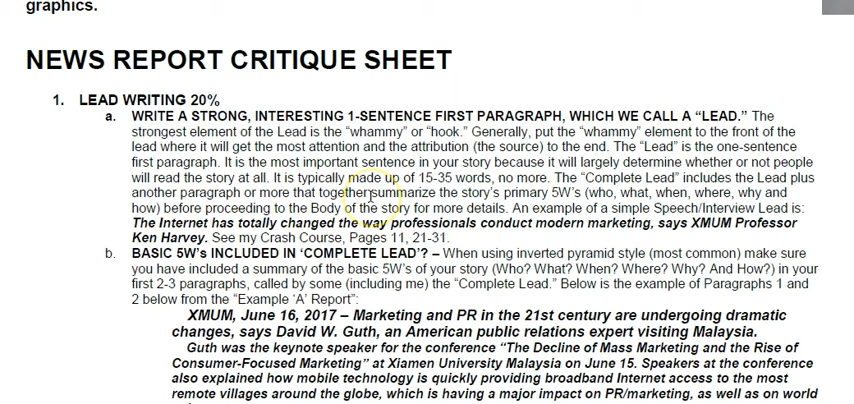 graphics.
NEWS REPORT CRITIQUE SHEET
1. LEAD WRITING 20%
a. WRITE A STRONG, INTERESTING 1-SENTENCE FIRST PARAGRAPH, WHICH WE CALL A “LEAD.” The
strongest element of the Lead is the “whammy” or “hook.” Generally, put the “whammy” element to the front of the
lead where it will get the most attention and the attribution (the source) to the end. The “Lead” is the one-sentence
first paragraph. It is the most important sentence in your story because it will largely determine whether or not people
will read the story at all. It is typically made up of 15-35 words, no more. The “Complete Lead” includes the Lead plus
another paragraph or more that together summarize the story’s primary 5W’s (who, what, when, where, why and
how) before proceeding to the Body of the story for more details. An example of a simple Speech/Interview Lead is:
The Internet has totally changed the way professionals conduct modern marketing, says XMUM Professor
Ken Harvey. See my Crash Course, Pages 11, 21-31.
b. BASIC 5W’s INCLUDED IN ‘COMPLETE LEAD’? – When using inverted pyramid style (most common) make sure
you have included a summary of the basic 5W’s of your story (Who? What? When? Where? Why? And How?) in your
first 2-3 paragraphs, called by some (including me) the “Complete Lead.” Below is the example of Paragraphs 1 and
2 below from the “Example ‘A’ Report”:
XMUM, June 16, 2017 – Marketing and PR in the 21st century are undergoing dramatic
changes, says David W. Guth, an American public relations expert visiting Malaysia.
Guth was the keynote speaker for the conference “The Decline of Mass Marketing and the Rise of
Consumer-Focused Marketing” at Xiamen University Malaysia on June 15. Speakers at the conference
also explained how mobile technology is quickly providing broadband Internet access to the most
remote villages around the globe, which is having a major impact on PR/marketing, as well as on world